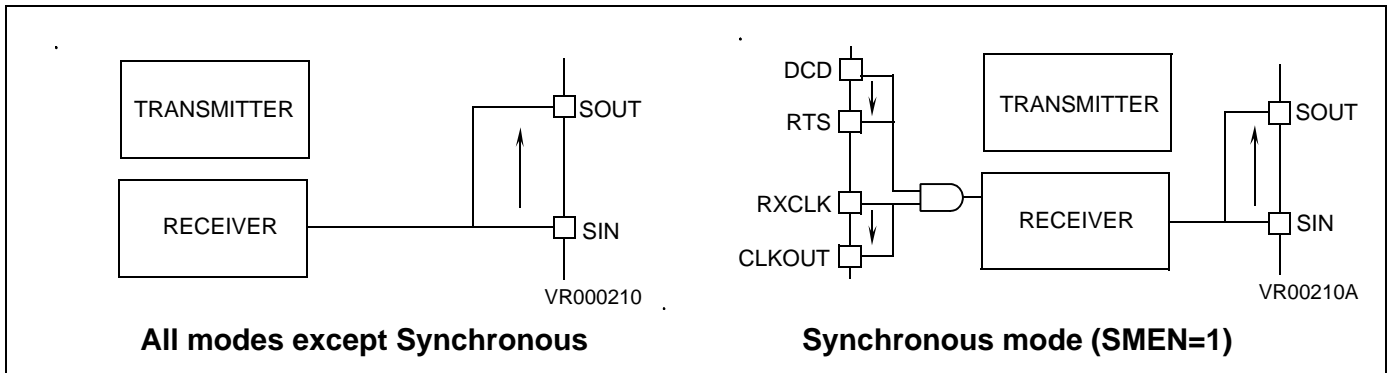 TRANSMITTER
RECEIVER
SOUT
SIN
VR000210
All modes except Synchronous
DCD
RTS
RXCLK
CLKOUT
TRANSMITTER
RECEIVER
SOUT
SIN
VR00210A
Synchronous mode (SMEN=1)